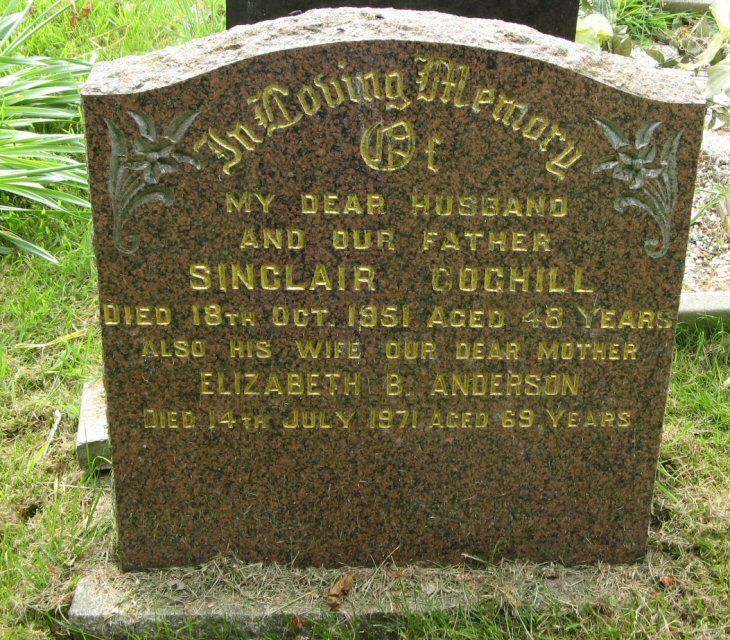 In Loving Memory
Of
MY DEAR HUSBAND
AND OUR FATHER
SINCLAIR COGHILL
DIED 18TH OCT. 1951 AGED 48 YEARS
ALSO HIS WIFE OUR DEAR MOTHER
ELIZABETH B. ANDERSON
DIED 14TH JULY 1971 AGED 69 YEARS